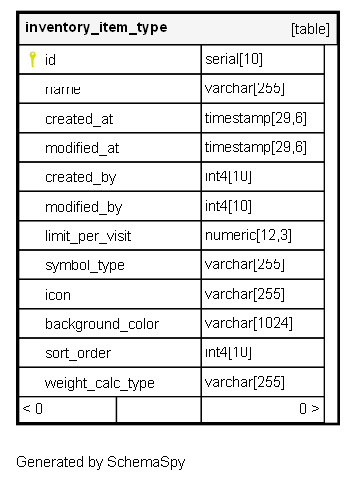 inventory_item_type [table]
id serial[10]
name varchar[255]
created_at timestamp[29,6]
modified_at timestamp[29,6]
created_by int4[10]
modified_by int4[10]
limit_per_visit numeric[12,3]
symbol_type varchar[255]
icon varchar[255]
background_color varchar[1024]
sort_order int4[10]
weight_calc_type varchar[255]
< 0 0 >
Generated by SchemaSpy